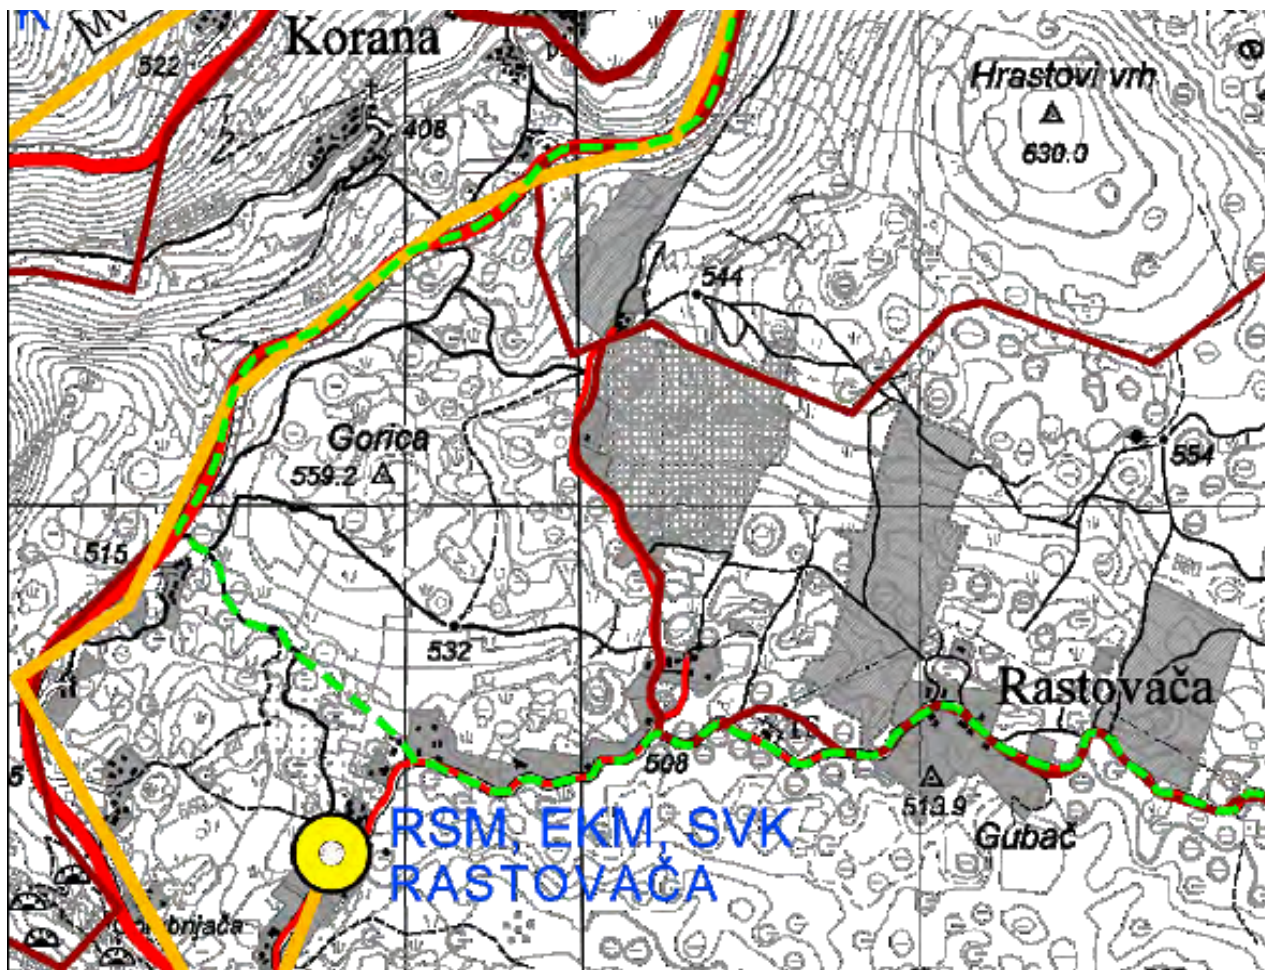 Korana
522
408
Hrastovi vrh
630.0
544
Gorica
559.2
554
515
532
Rastovača
508
513.9
Gubač
RSM, EKM, SVK
RASTOVAČA